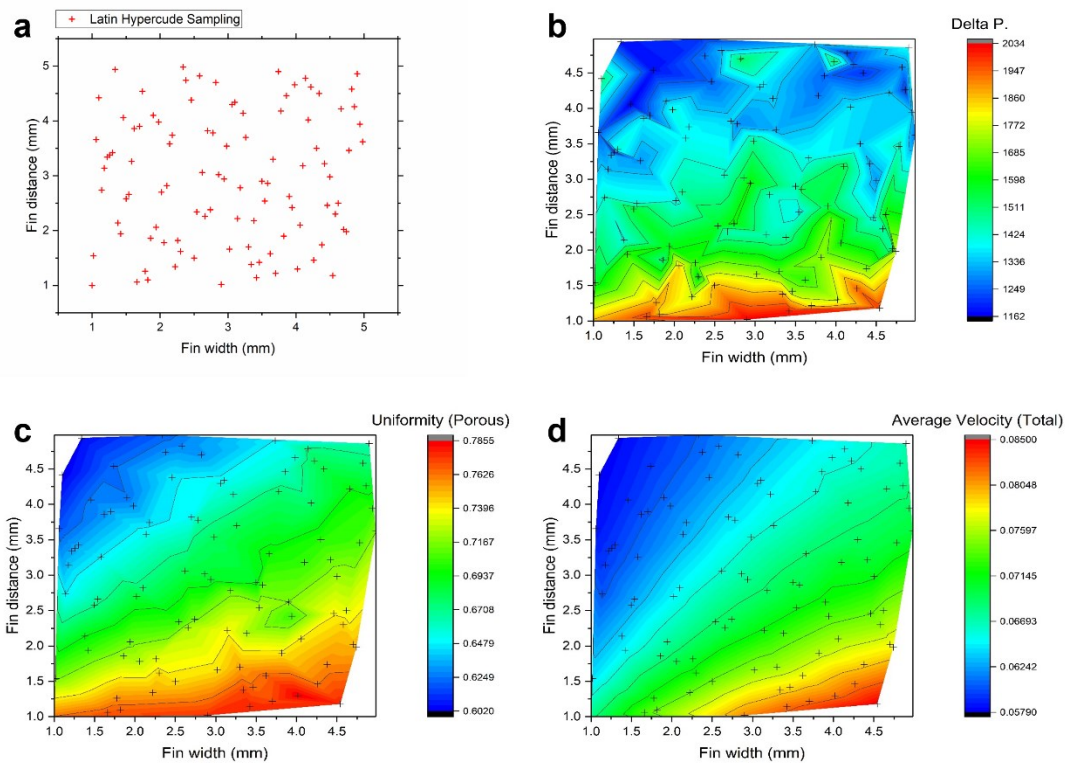 a
Latin Hypercude Sampling
5
4
3
2
1
Fin distance (mm)
1 2 3 4 5
Fin width (mm)
b
Delta P.
4.5
4.0
3.5
3.0
2.5
2.0
1.5
1.0
Fin distance (mm)
1.0 1.5 2.0 2.5 3.0 3.5 4.0 4.5
Fin width (mm)
2034
1947
1860
1772
1685
1598
1511
1424
1336
1249
1162
c
Uniformity (Porous)
4.5
4.0
3.5
3.0
2.5
2.0
1.5
1.0
Fin distance (mm)
1.0 1.5 2.0 2.5 3.0 3.5 4.0 4.5
Fin width (mm)
0.7855
0.7626
0.7396
0.7167
0.6937
0.6708
0.6479
0.6249
0.6020
d
Average Velocity (Total)
4.5
4.0
3.5
3.0
2.5
2.0
1.5
1.0
Fin distance (mm)
1.0 1.5 2.0 2.5 3.0 3.5 4.0 4.5
Fin width (mm)
0.08500
0.08048
0.07597
0.07145
0.06693
0.06242
0.05790